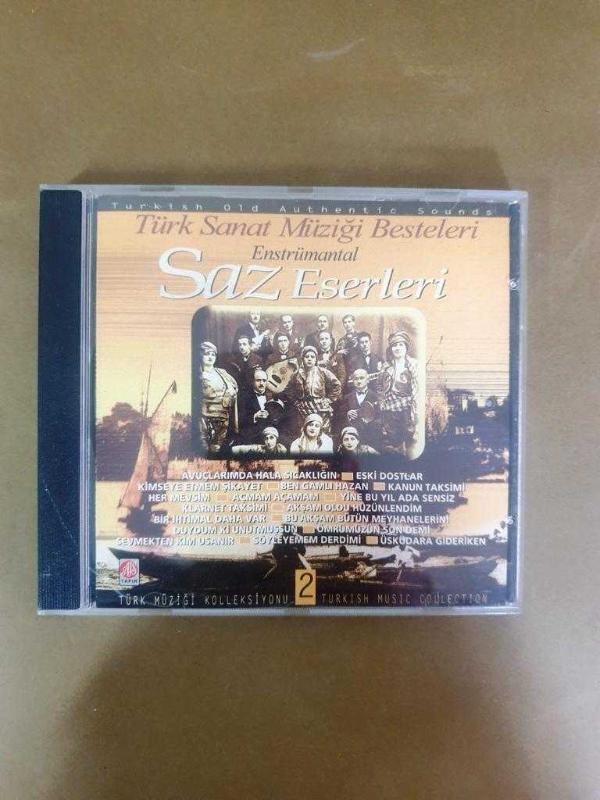 Turkish Old Authentic Sounds
Türk Sanat Müziği Besteleri
Enstrümantal
Saz Eserleri
AVUÇLARIMDA HALA SICAKLIĞIN ESKİ DOSTLAR
KİMSEYE ETMEM ŞİKAYET BEN GAMLI HAZAN KANUN TAKSİMİ
HER MEVSİM AÇMAM AÇAMAM YİNE BU YIL ADA SENSİZ
KLARNET TAKSİMİ AKŞAM OLDU HÜZÜNLENDİM
BİR İHTİMAL DAHA VAR BU AKŞAM BÜTÜN MEYHANELERİNİ
DUYDUM Kİ UNUTMUŞSUN ÖMRÜMÜZÜN SON DEMİ
SEVMEKTEN KİM USANIR SÖYLEYEMEM DERDİMİ ÜSKÜDARA GİDERİKEN
TÜRK MÜZİĞİ KOLLEKSİYONU 2 TURKISH MUSIC COLLECTION